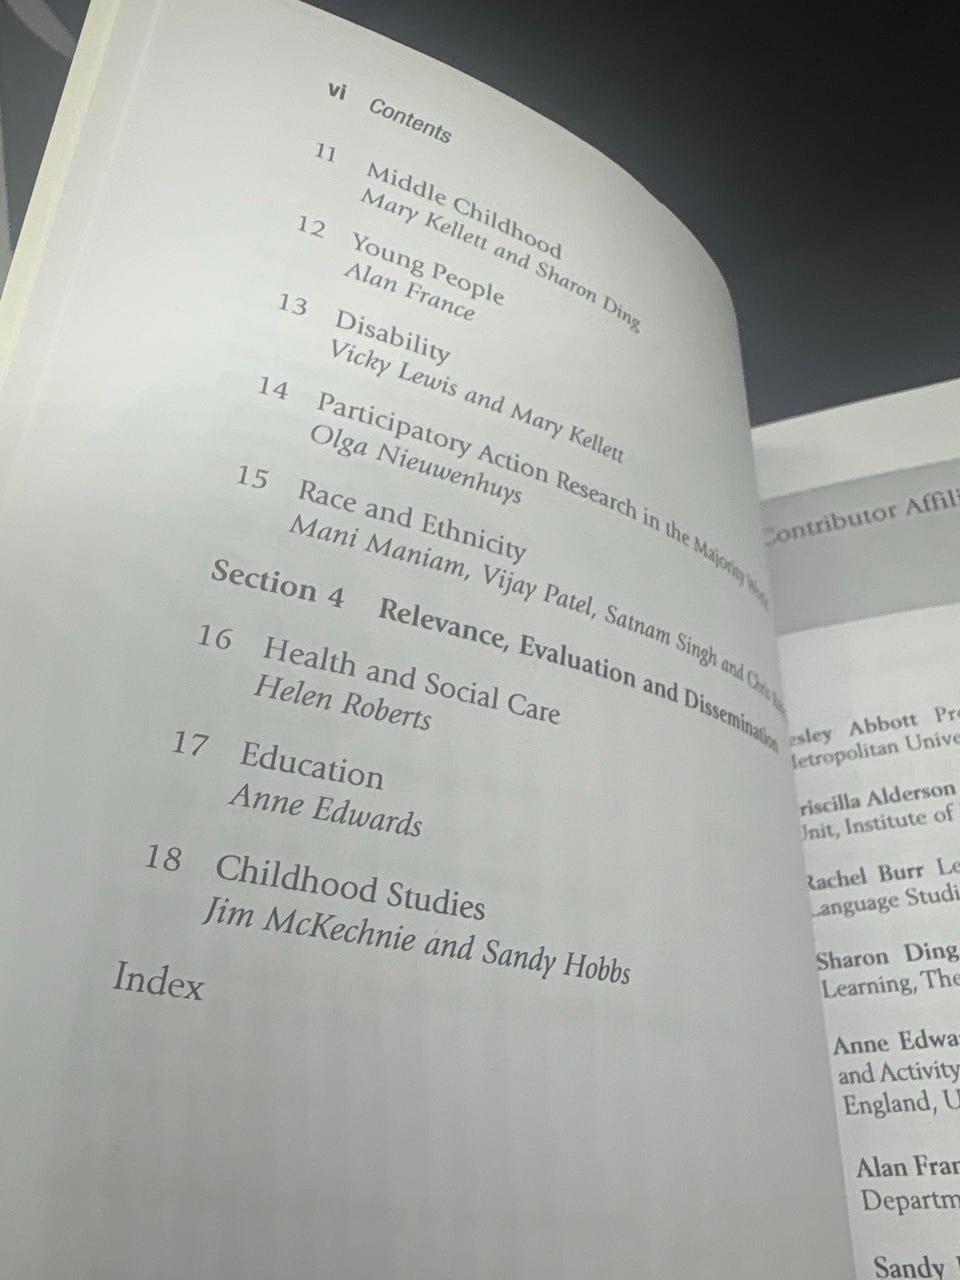 vi Contents
11 Middle Childhood
Mary Kellett and Sharon Ding
12 Young People
Alan France
13 Disability
Vicky Lewis and Mary Kellett
14 Participatory Action Research in the Majority
Olga Nieuwenhuys
15 Race and Ethnicity
Mani Maniam, Vijay Patel, Satnam Singh and Chris
Section 4 Relevance, Evaluation and Dissemination
16 Health and Social Care
Helen Roberts
17 Education
Anne Edwards
18 Childhood Studies
Jim McKechnie and Sandy Hobbs
Index
Contributor Affili
esley Abbott Pro
Metropolitan Unive
riscilla Alderson
Unit, Institute of
Rachel Burr Le
Language Studi
Sharon Ding
Learning, The
Anne Edwa
and Activity
England, U
Alan Fran
Departm
Sandy